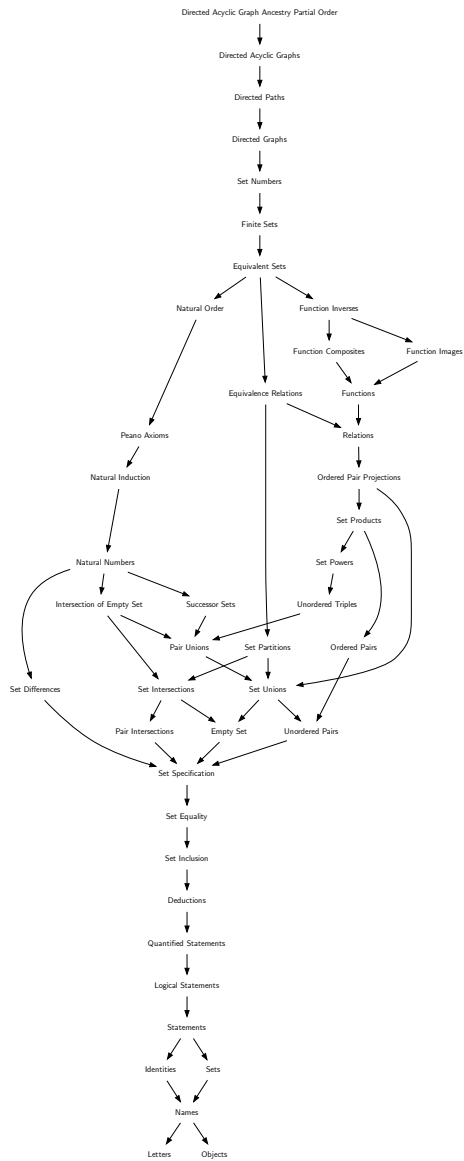 Directed Acyclic Graph Ancestry Partial Order
Directed Acyclic Graphs
Directed Paths
Directed Graphs
Set Numbers
Finite Sets
Equivalent Sets
Natural Order
Function Inverses
Function Composites
Function Images
Equivalence Relations
Functions
Peano Axioms
Relations
Natural Induction
Ordered Pair Projections
Set Products
Natural Numbers
Set Powers
Intersection of Empty Set
Successor Sets
Unordered Triples
Pair Unions
Set Partitions
Ordered Pairs
Set Differences
Set Intersections
Set Unions
Pair Intersections
Empty Set
Unordered Pairs
Set Specification
Set Equality
Set Inclusion
Deductions
Quantified Statements
Logical Statements
Statements
Identities
Sets
Names
Letters
Objects